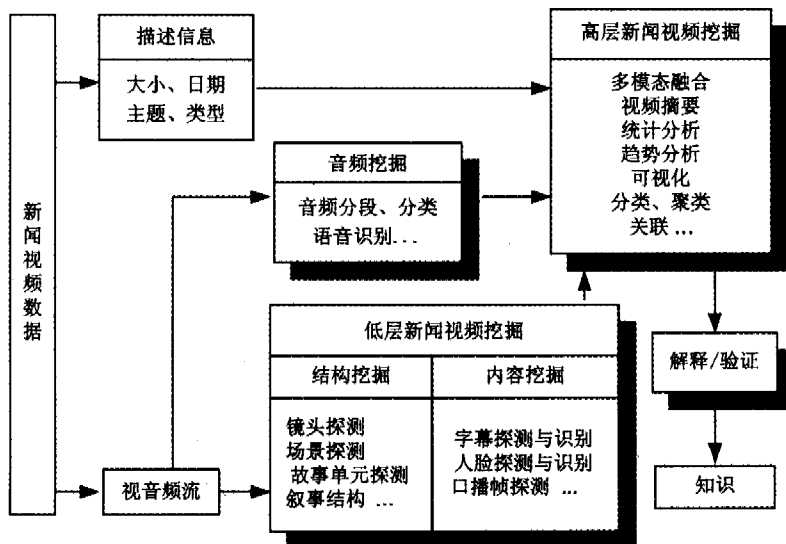 新闻视频数据
描述信息
大小、日期
主题、类型
音频挖掘
音频分段、分类
语音识别...
视音频流
低层新闻视频挖掘
结构挖掘
镜头探测
场景探测
故事单元探测
叙事结构 ...
内容挖掘
字幕探测与识别
人脸探测与识别
口播帧探测 ...
高层新闻视频挖掘
多模态融合
视频摘要
统计分析
趋势分析
可视化
分类、聚类
关联 ...
解释/验证
知识